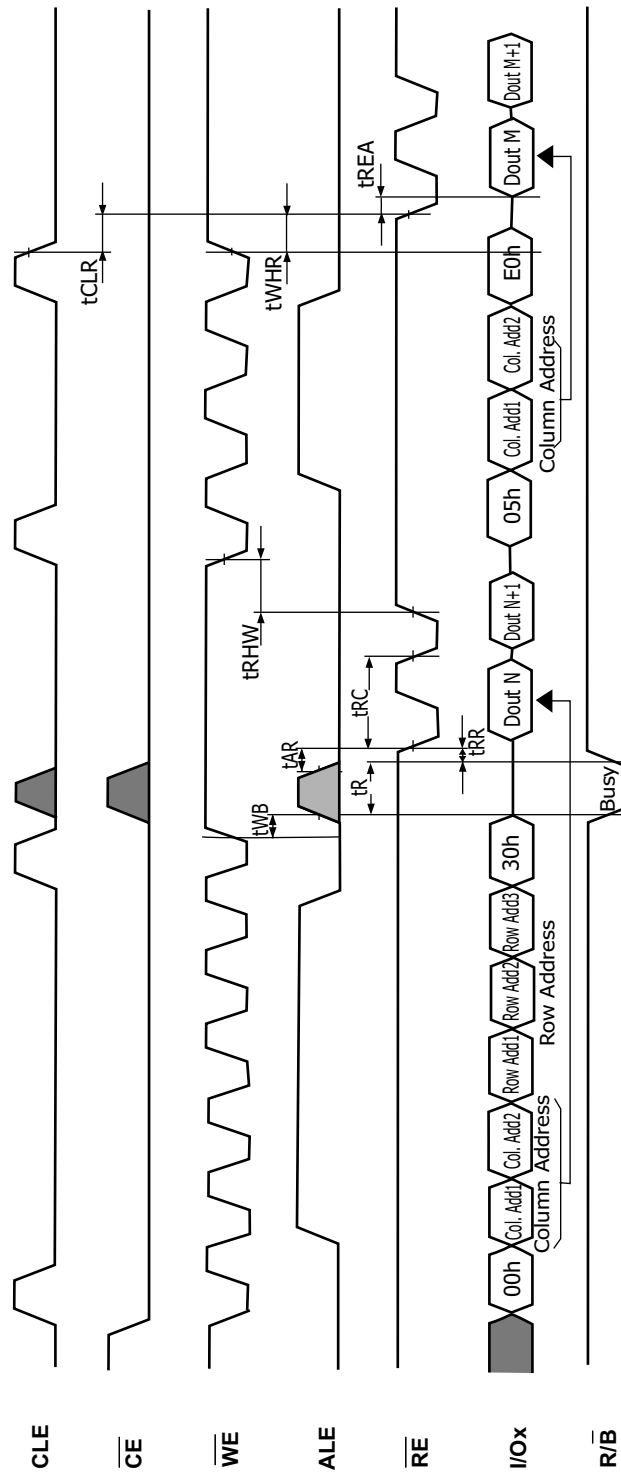 CLE
tCLR
CE
WE
tWHR
tRHW
tWB
ALE
tAR
tREA
tR
tRC
RE
tRR
I/Ox
00h
Col. Add1
Col. Add2
Row Add1
Row Add2
Row Add3
30h
Dout N
Dout N+1
05h
Col. Add1
Col. Add2
E0h
Dout M
Dout M+1
Column Address
Row Address
Column Address
R/B
Busy